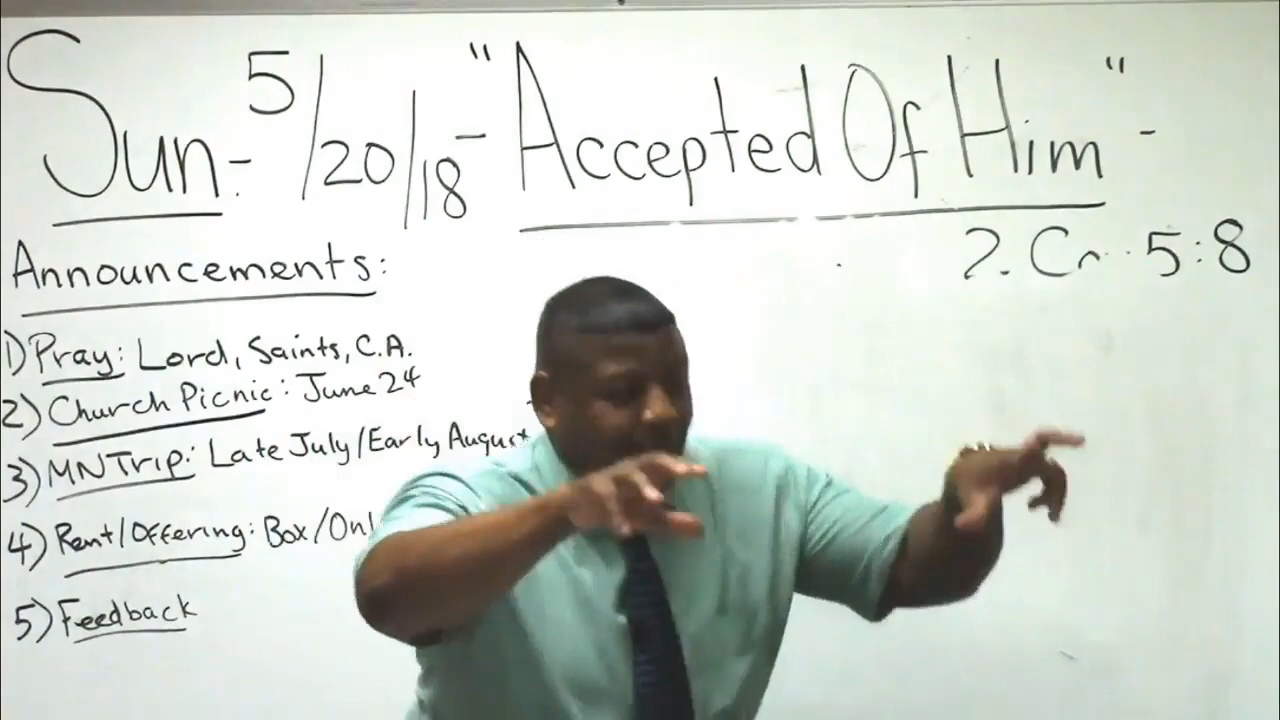 Sun- 5/20/18 - "Accepted Of Him" -
2. Co 5:8
Announcements:
1) Pray: Lord, Saints, C.A.
2) Church Picnic: June 24
3) MN Trip: Late July/Early August
4) Rent/Offering: Box/Onl
5) Feedback